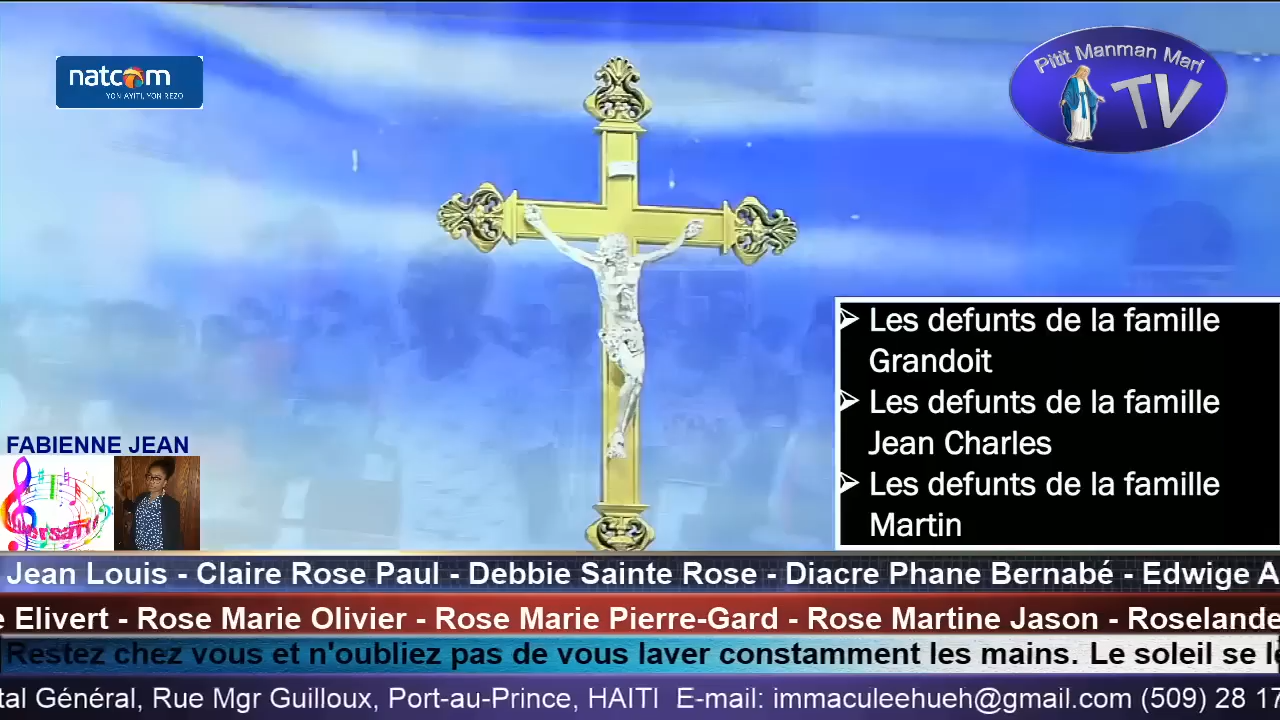 natcom
YON AYITI, YON REZO
Pitit Manman Mari
TV
Les defunts de la famille
Grandoit
Les defunts de la famille
Jean Charles
Les defunts de la famille
Martin
FABIENNE JEAN
Jean Louis - Claire Rose Paul - Debbie Sainte Rose - Diacre Phane Bernabé - Edwige A
e Elivert - Rose Marie Olivier - Rose Marie Pierre-Gard - Rose Martine Jason - Roselande
Restez chez vous et n'oubliez pas de vous laver constamment les mains. Le soleil se l
tal Général, Rue Mgr Guilloux, Port-au-Prince, HAITI E-mail: immaculeehueh@gmail.com (509) 28 17